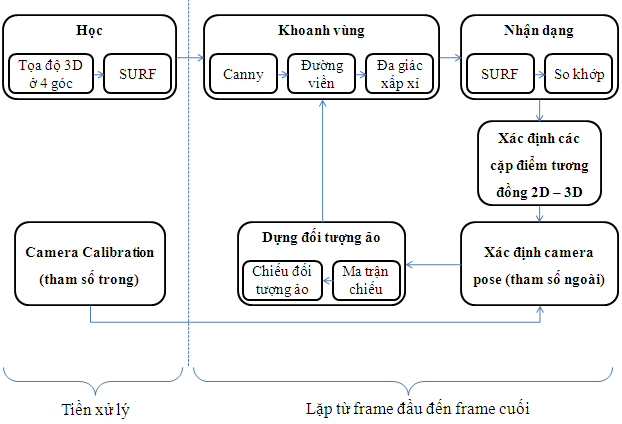 Học
Tọa độ 3D
ở 4 góc
SURF
Khoanh vùng
Canny
Đường
viền
Đa giác
xấp xỉ
Nhận dạng
SURF
So khớp
Xác định các
cặp điểm tương
đồng 2D – 3D
Camera Calibration
(tham số trong)
Dựng đối tượng ảo
Chiếu đối
tượng ảo
Ma trận
chiếu
Xác định camera
pose (tham số ngoài)
Tiền xử lý
Lặp từ frame đầu đến frame cuối